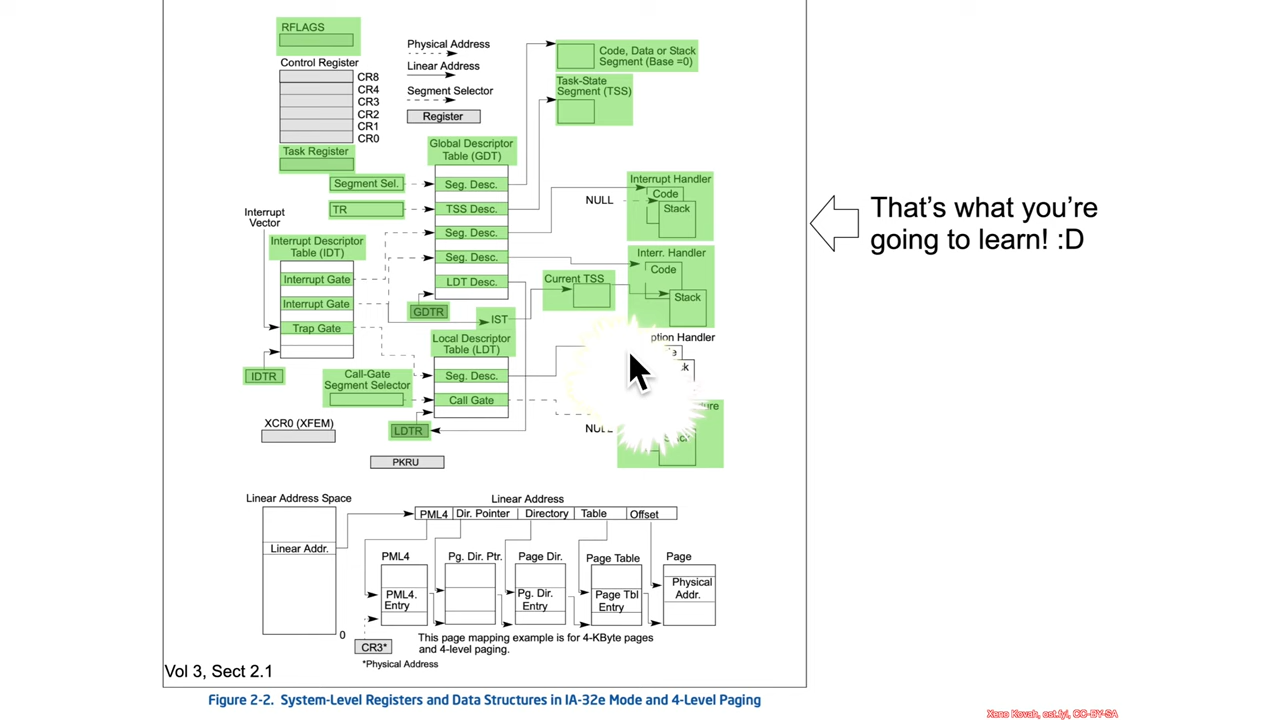 RFLAGS
Control Register
CR8
CR4
CR3
CR2
CR1
CR0
Task Register
Physical Address
Linear Address
Segment Selector
Register
Code, Data or Stack
Segment (Base =0)
Task-State
Segment (TSS)
Global Descriptor
Table (GDT)
Segment Sel.
Seg. Desc.
TR
TSS Desc.
Seg. Desc.
Seg. Desc.
LDT Desc.
GDTR
Interrupt Handler
NULL
Code
Stack
Interrupt
Vector
Interrupt Descriptor
Table (IDT)
Interrupt Gate
Interrupt Gate
Trap Gate
IDTR
Interr. Handler
Code
Current TSS
Stack
IST
Local Descriptor
Table (LDT)
Seg. Desc.
Call Gate
Call-Gate
Segment Selector
LDTR
Handler
XCR0 (XFEM)
PKRU
That's what you're
going to learn! :D
Linear Address Space
Linear Addr.
0
Linear Address
PML4 Dir. Pointer Directory Table Offset
PML4
Pg. Dir. Ptr.
Page Dir.
Page Table
Page
PML4.
Entry
Pg. Dir.
Entry
Page Tbl
Entry
Physical
Addr.
CR3*
This page mapping example is for 4-KByte pages
and 4-level paging.
*Physical Address
Vol 3, Sect 2.1
Figure 2-2. System-Level Registers and Data Structures in IA-32e Mode and 4-Level Paging
Xeno Kovah, ost.fyi, CC-BY-SA